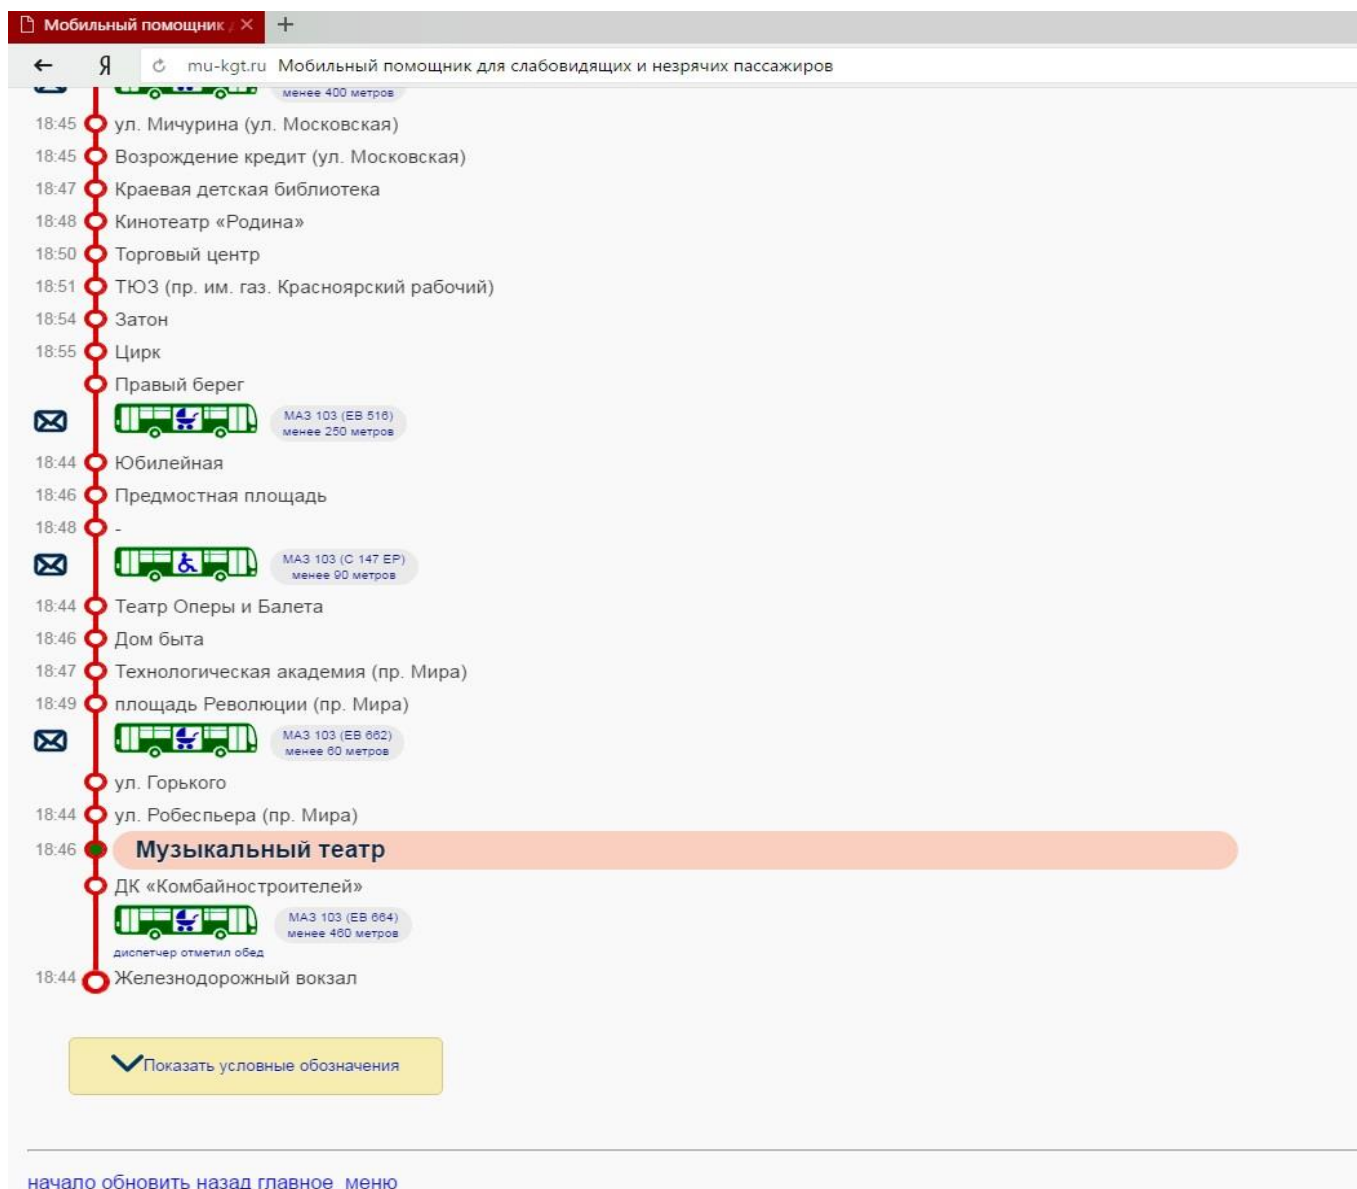 Мобильный помощник д
mu-kgt.ru Мобильный помощник для слабовидящих и незрячих пассажиров
менее 400 метров
18:45 ул. Мичурина (ул. Московская)
18:45 Возрождение кредит (ул. Московская)
18:47 Краевая детская библиотека
18:48 Кинотеатр «Родина»
18:50 Торговый центр
18:51 ТЮЗ (пр. им. газ. Красноярский рабочий)
18:54 Затон
18:55 Цирк
Правый берег
МАЗ 103 (ЕВ 516)
менее 250 метров
18:44 Юбилейная
18:46 Предмостная площадь
18:48 -
МАЗ 103 (С 147 ЕР)
менее 90 метров
18:44 Театр Оперы и Балета
18:46 Дом быта
18:47 Технологическая академия (пр. Мира)
18:49 площадь Революции (пр. Мира)
МАЗ 103 (ЕВ 662)
менее 60 метров
ул. Горького
18:44 ул. Робеспьера (пр. Мира)
18:46 Музыкальный театр
ДК «Комбайностроителей»
МАЗ 103 (ЕВ 664)
менее 460 метров
диспетчер отметил обед
18:44 Железнодорожный вокзал
Показать условные обозначения
начало обновить назад главное_меню